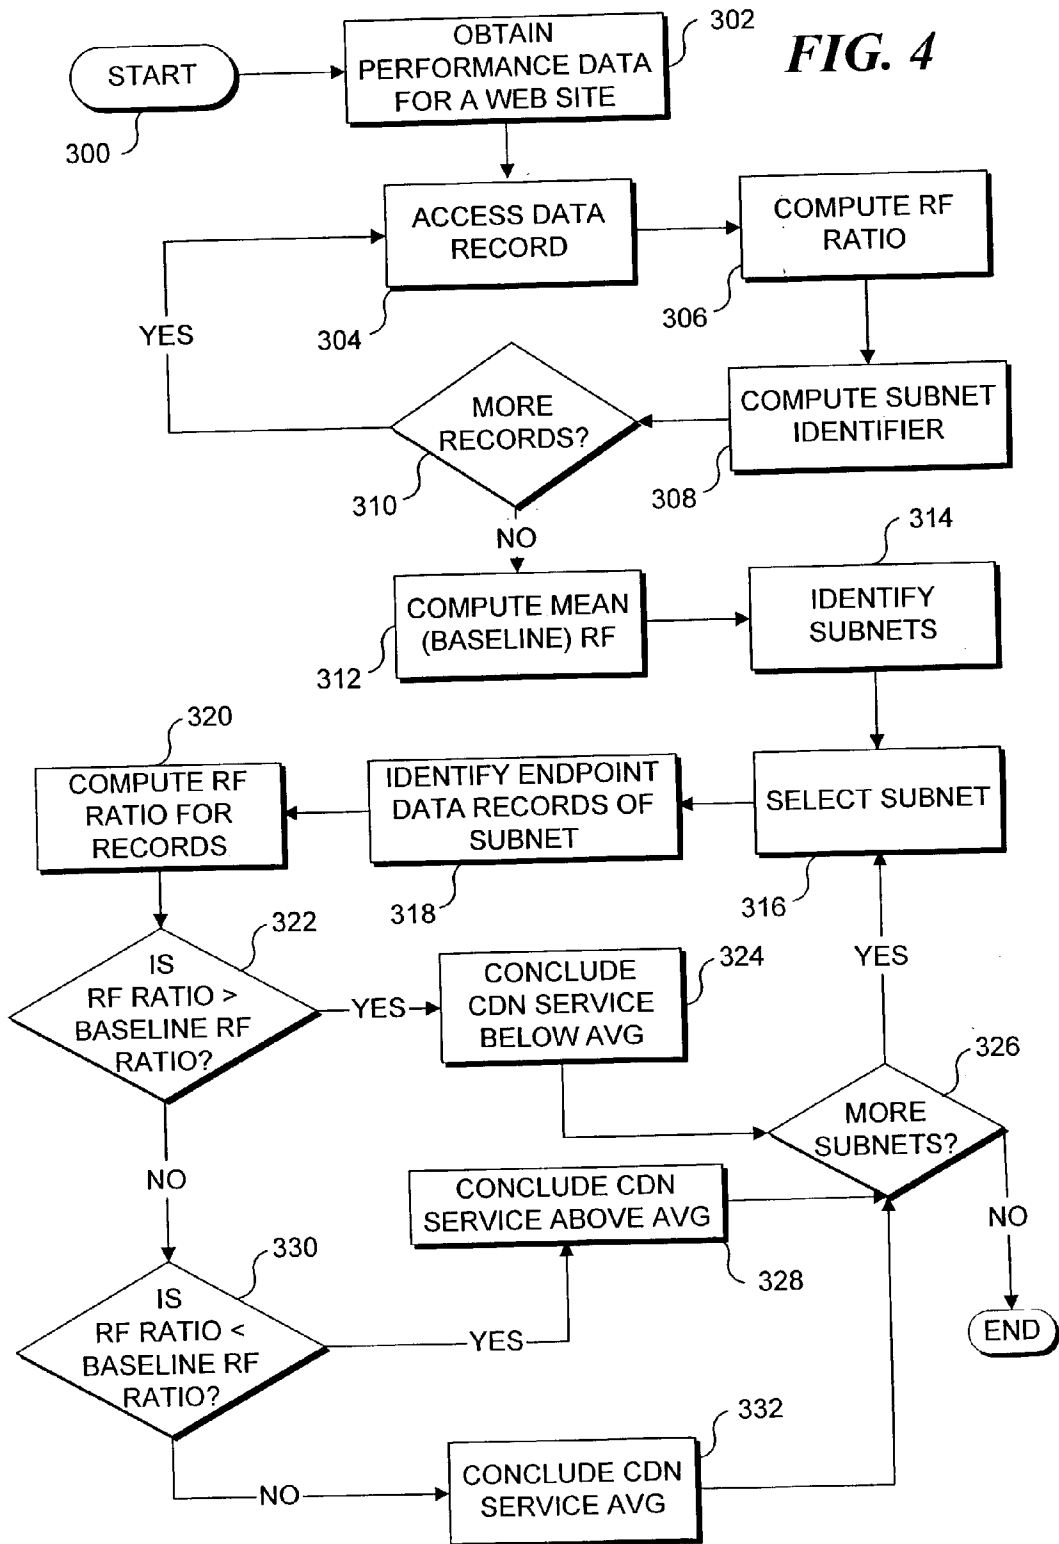 FIG. 4
START
300
OBTAIN
PERFORMANCE DATA
FOR A WEB SITE
302
ACCESS DATA
RECORD
304
COMPUTE RF
RATIO
306
YES
MORE
RECORDS?
310
COMPUTE SUBNET
IDENTIFIER
308
NO
314
COMPUTE MEAN
(BASELINE) RF
312
IDENTIFY
SUBNETS
320
COMPUTE RF
RATIO FOR
RECORDS
IDENTIFY ENDPOINT
DATA RECORDS OF
SUBNET
318
SELECT SUBNET
316
322
IS
RF RATIO >
BASELINE RF
RATIO?
YES
CONCLUDE
CDN SERVICE
BELOW AVG
324
YES
326
MORE
SUBNETS?
NO
CONCLUDE CDN
SERVICE ABOVE AVG
328
NO
END
330
IS
RF RATIO <
BASELINE RF
RATIO?
YES
332
NO
CONCLUDE CDN
SERVICE AVG